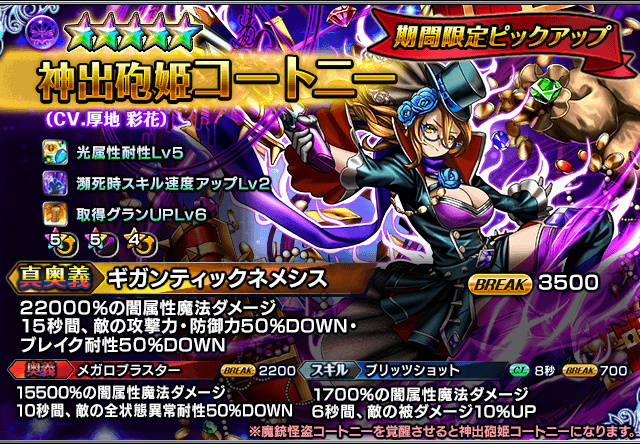 期間限定ピックアップ
神出砲姫コートニー
(CV.厚地 彩花)
光属性耐性Lv5
瀕死時スキル速度アップLv2
取得グランUPLv6
5 5 4
真奥義 ギガンティックネメシス BREAK 3500
22000%の闇属性魔法ダメージ
15秒間、敵の攻撃力・防御力50%DOWN・
ブレイク耐性50%DOWN
奥義 メガロブラスター BREAK 2200
15500%の闇属性魔法ダメージ
10秒間、敵の全状態異常耐性50%DOWN
スキル ブリッツショット CT 8秒 BREAK 700
1700%の闇属性魔法ダメージ
6秒間、敵の被ダメージ10%UP
※魔銃怪盗コートニーを覚醒させると神出砲姫コートニーになります。